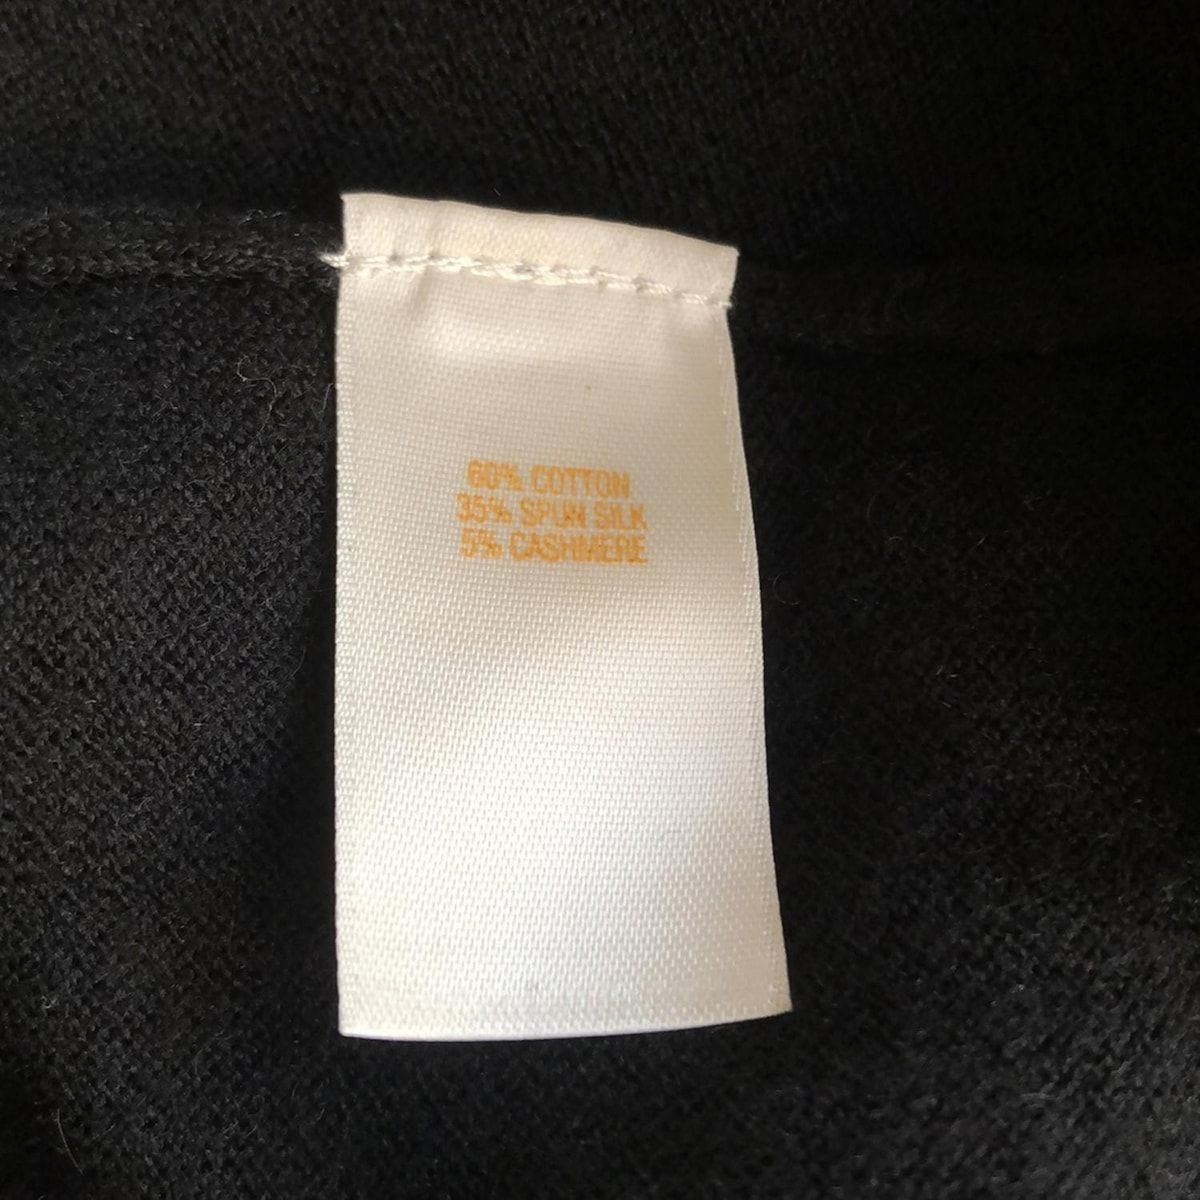 60% COTTON
35% SPUN SILK
5% CASHMERE